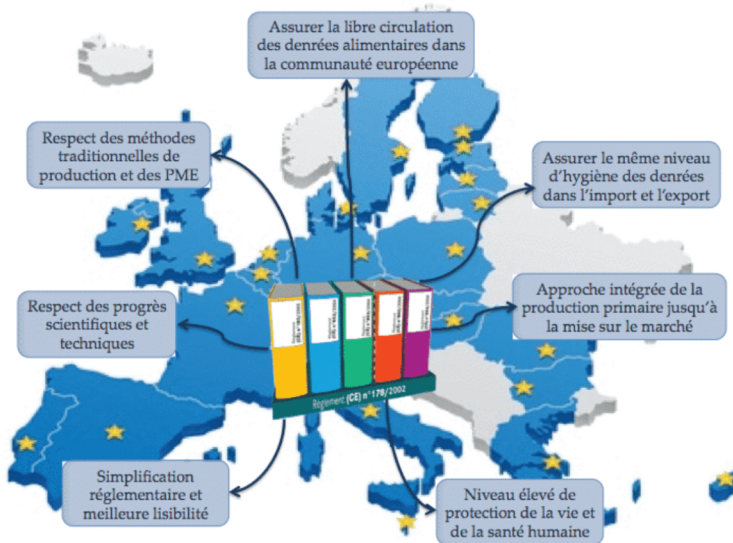 Assurer la libre circulation
des denrées alimentaires dans
la communauté européenne
Respect des méthodes
traditionnelles de
production et des PME
Assurer le même niveau
d'hygiène des denrées
dans l'import et l'export
Respect des progrès
scientifiques et
techniques
Approche intégrée de la
production primaire jusqu'à
la mise sur le marché
Règlement (CE) n°178/2002
Simplification
réglementaire et
meilleure lisibilité
Niveau élevé de
protection de la vie et
de la santé humaine